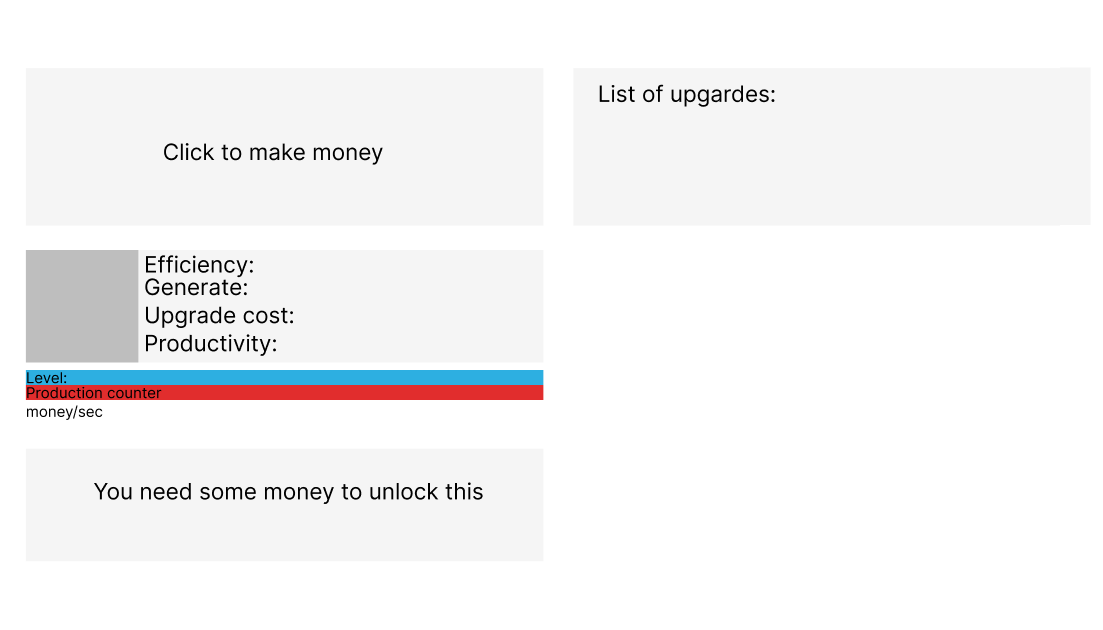 Click to make money
List of upgardes:
Efficiency:
Generate:
Upgrade cost:
Productivity:
Level:
Production counter
money/sec
You need some money to unlock this